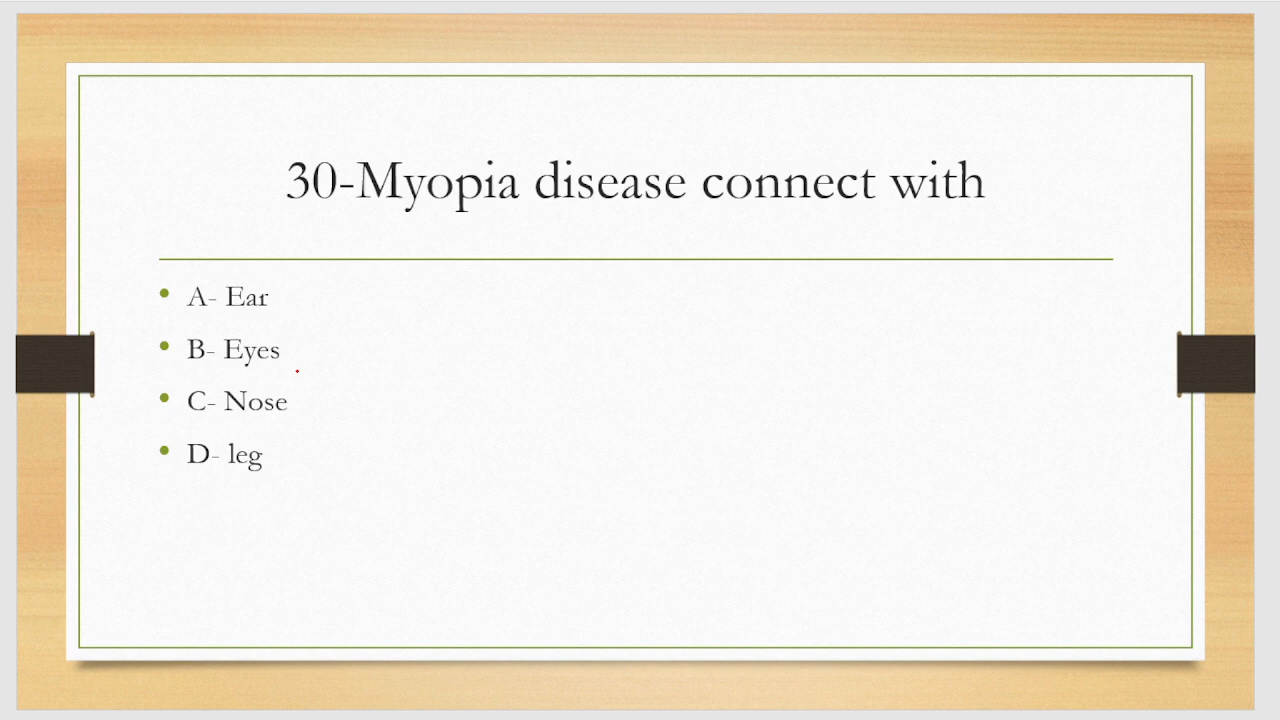 30-Myopia disease connect with
• A- Ear
• B- Eyes
• C- Nose
• D- leg